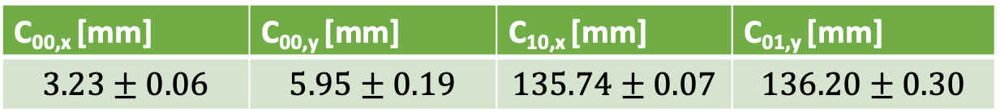 C00,x [mm] C00,y [mm] C10,x [mm] C01,y [mm]
3.23 ± 0.06 5.95 ± 0.19 135.74 ± 0.07 136.20 ± 0.30